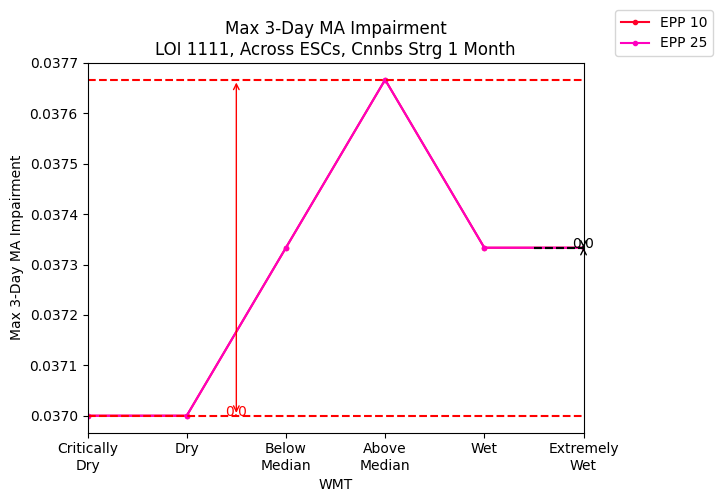 Max 3-Day MA Impairment
LOI 1111, Across ESCs, Cnnbs Strg 1 Month
EPP 10
EPP 25
Max 3-Day MA Impairment
0.0377
0.0376
0.0375
0.0374
0.0373
0.0372
0.0371
0.0370
0.0
0.0
Critically
Dry
Dry
Below
Median
Above
Median
Wet
Extremely
Wet
WMT